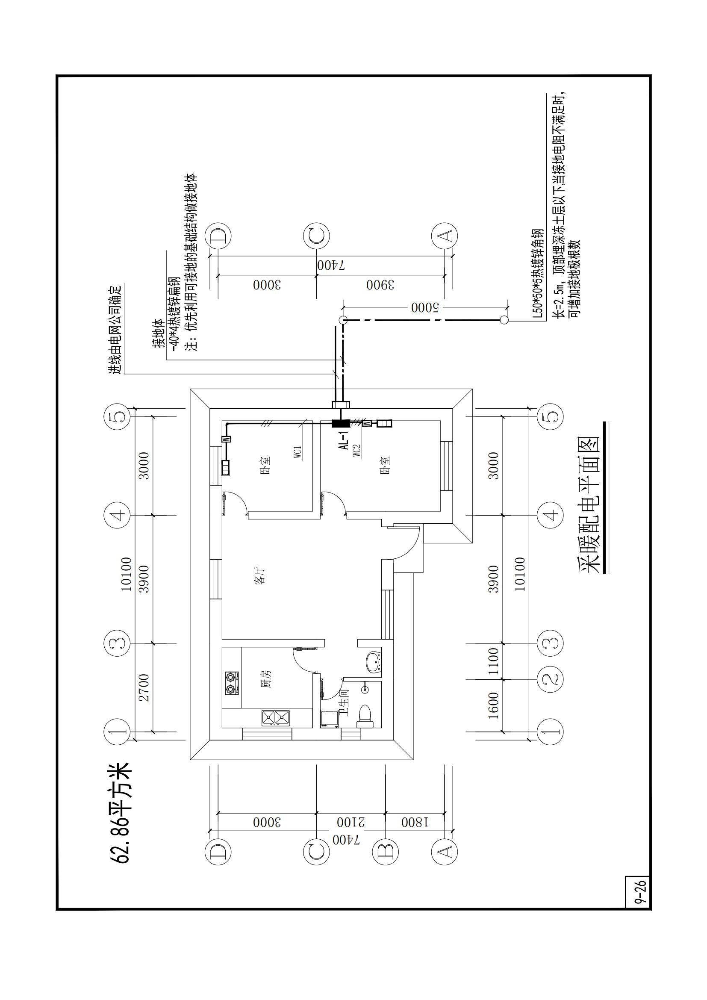 62.86平方米
1
3
4
5
10100
2700
3900
3000
进线由电网公司确定
接地体
-40*4热镀锌扁钢
注：优先利用可接地的基础结构做接地体
D
C
B
A
3000
2100
1800
7400
厨房
客厅
卧室
WC1
AL-1
WC2
卫生间
卧室
D
C
A
7400
3000
3900
5000
L50*50*5热镀锌角钢
长=2.5m, 顶部埋深冻土层以下,当接地电阻不满足时,
可增加接地极根数
W
W
1600
1100
3900
3000
10100
1
2
3
4
5
采暖配电平面图
9-26